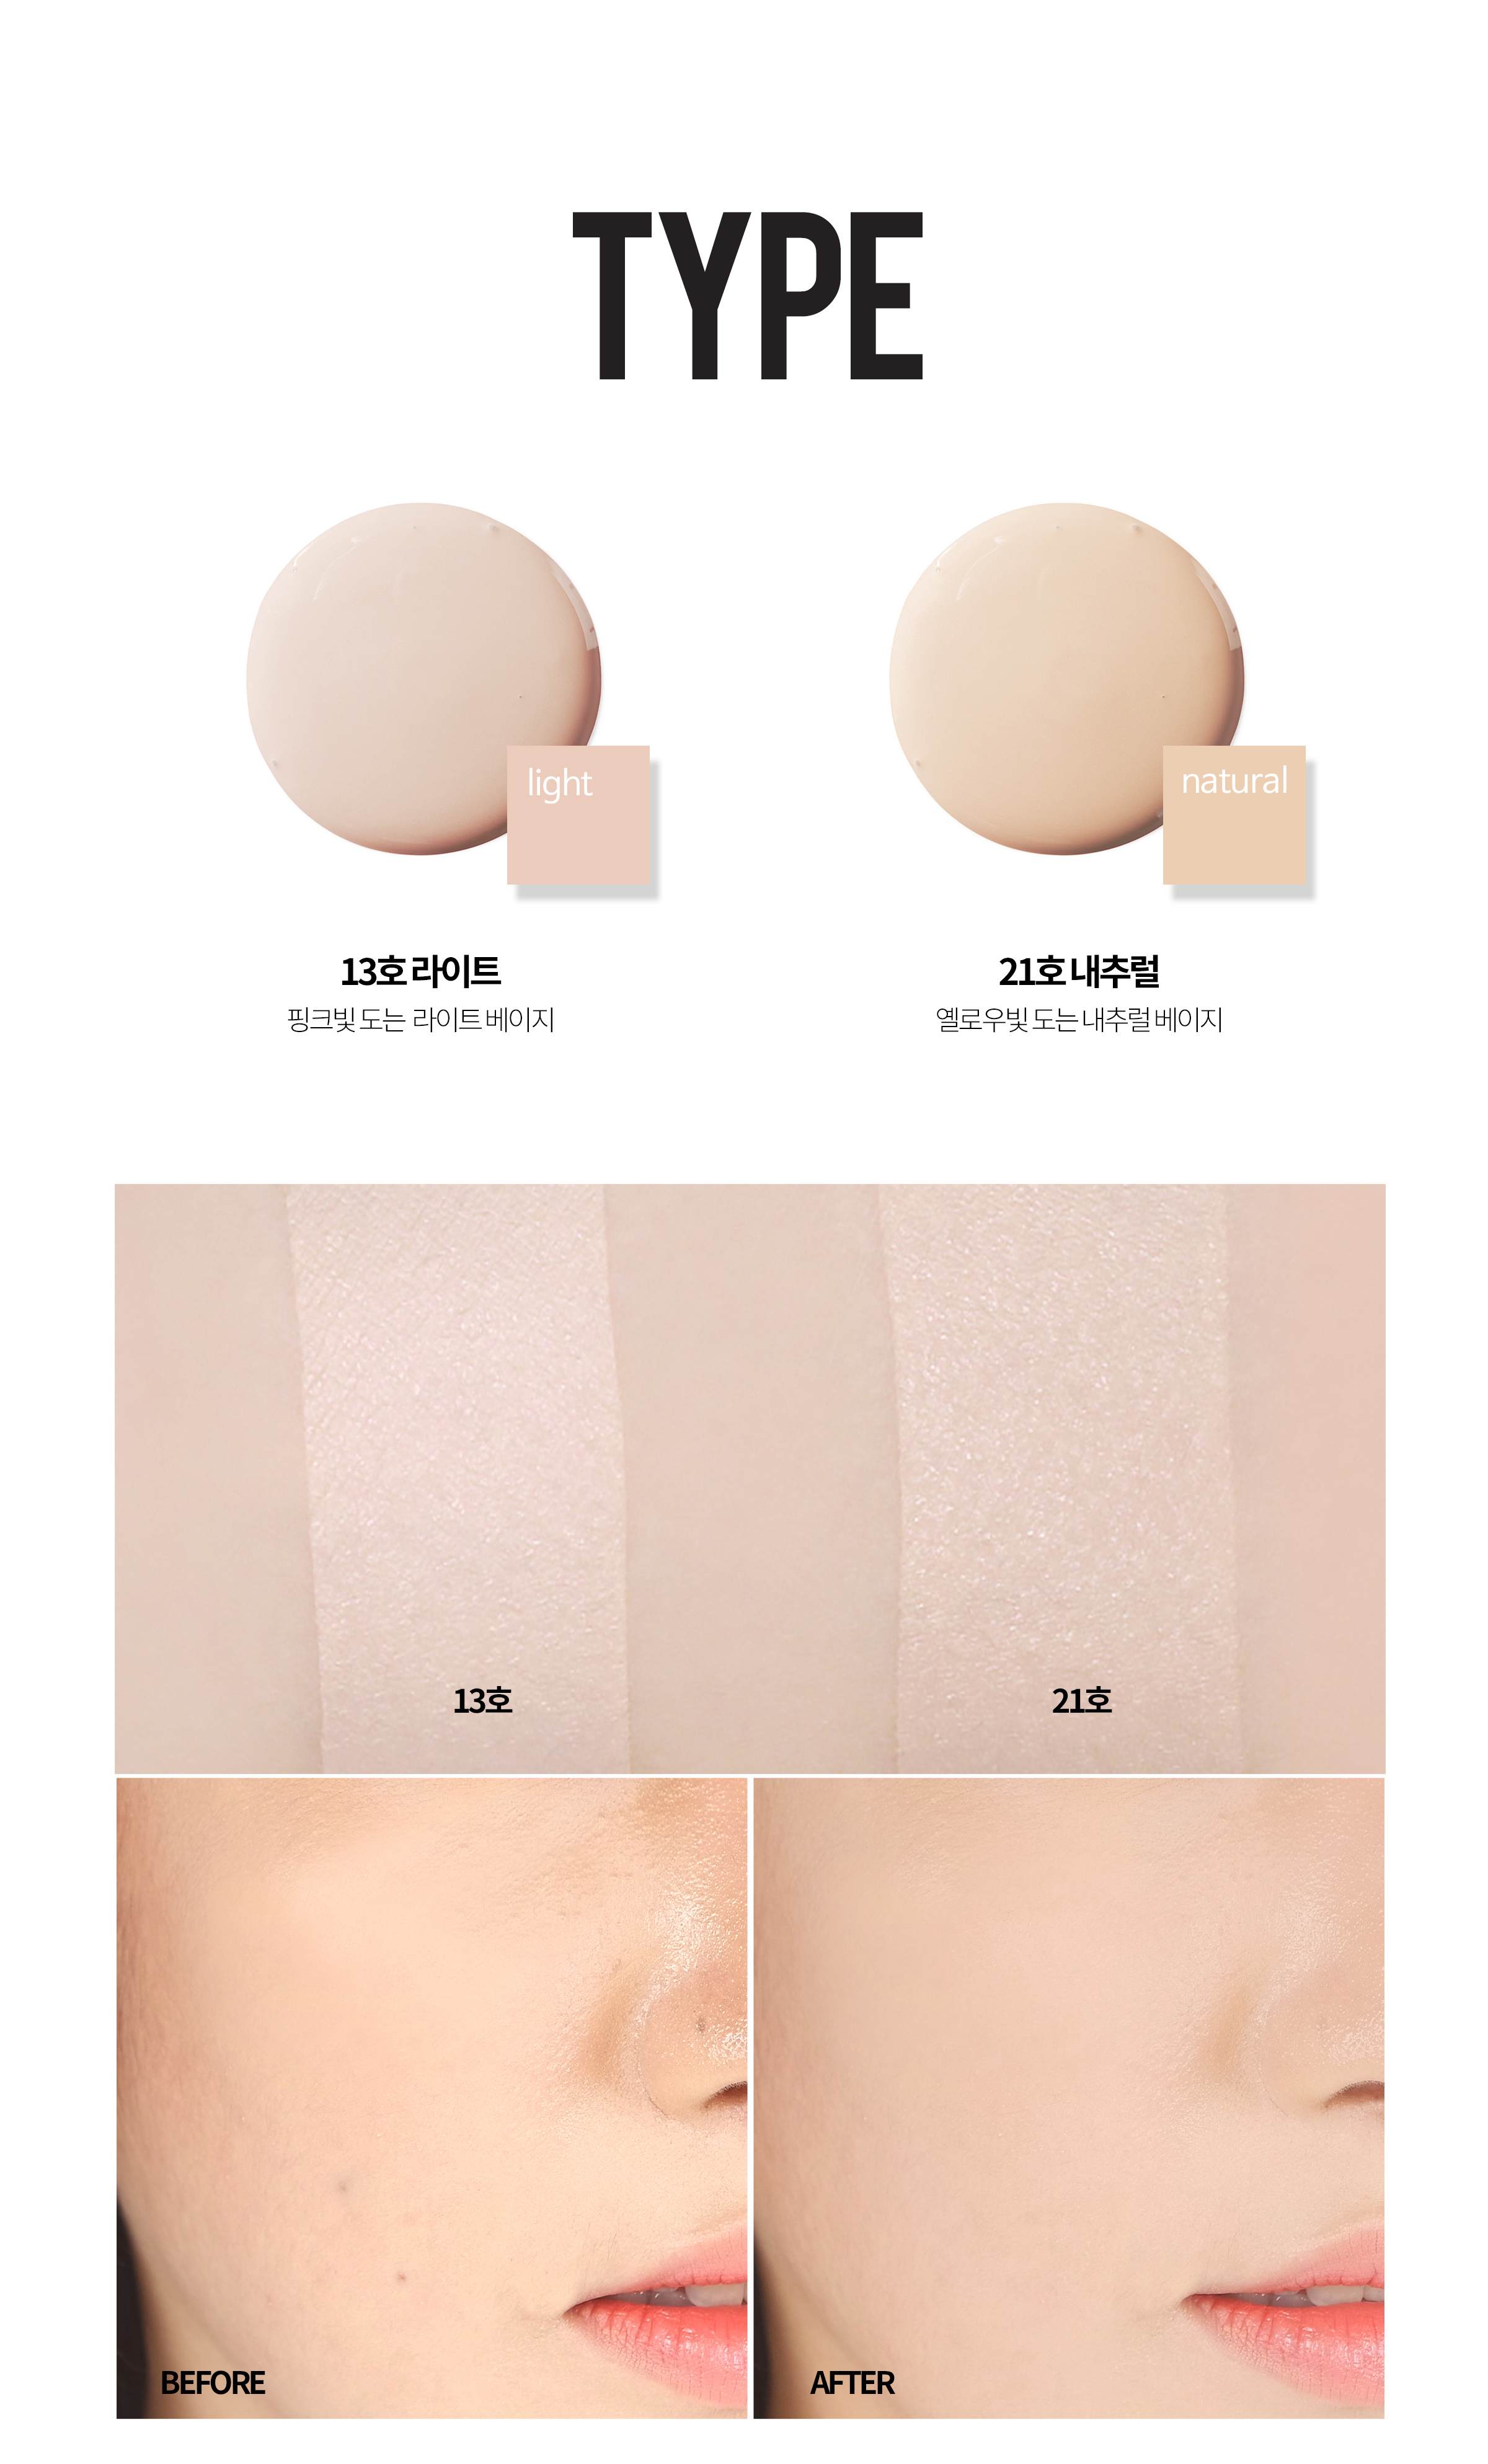 TYPE
light
natural
13호 라이트
핑크빛 도는 라이트 베이지
21호 내추럴
옐로우빛 도는 내추럴 베이지
13호
21호
BEFORE
AFTER